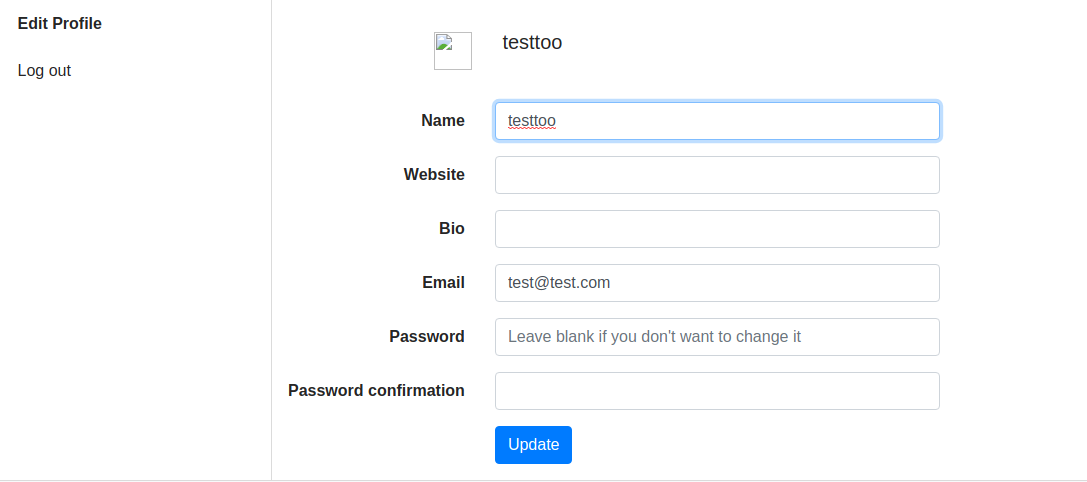 Edit Profile
Log out
testtoo
Name
testtoo
Website
Bio
Email
test@test.com
Password
Leave blank if you don't want to change it
Password confirmation
Update